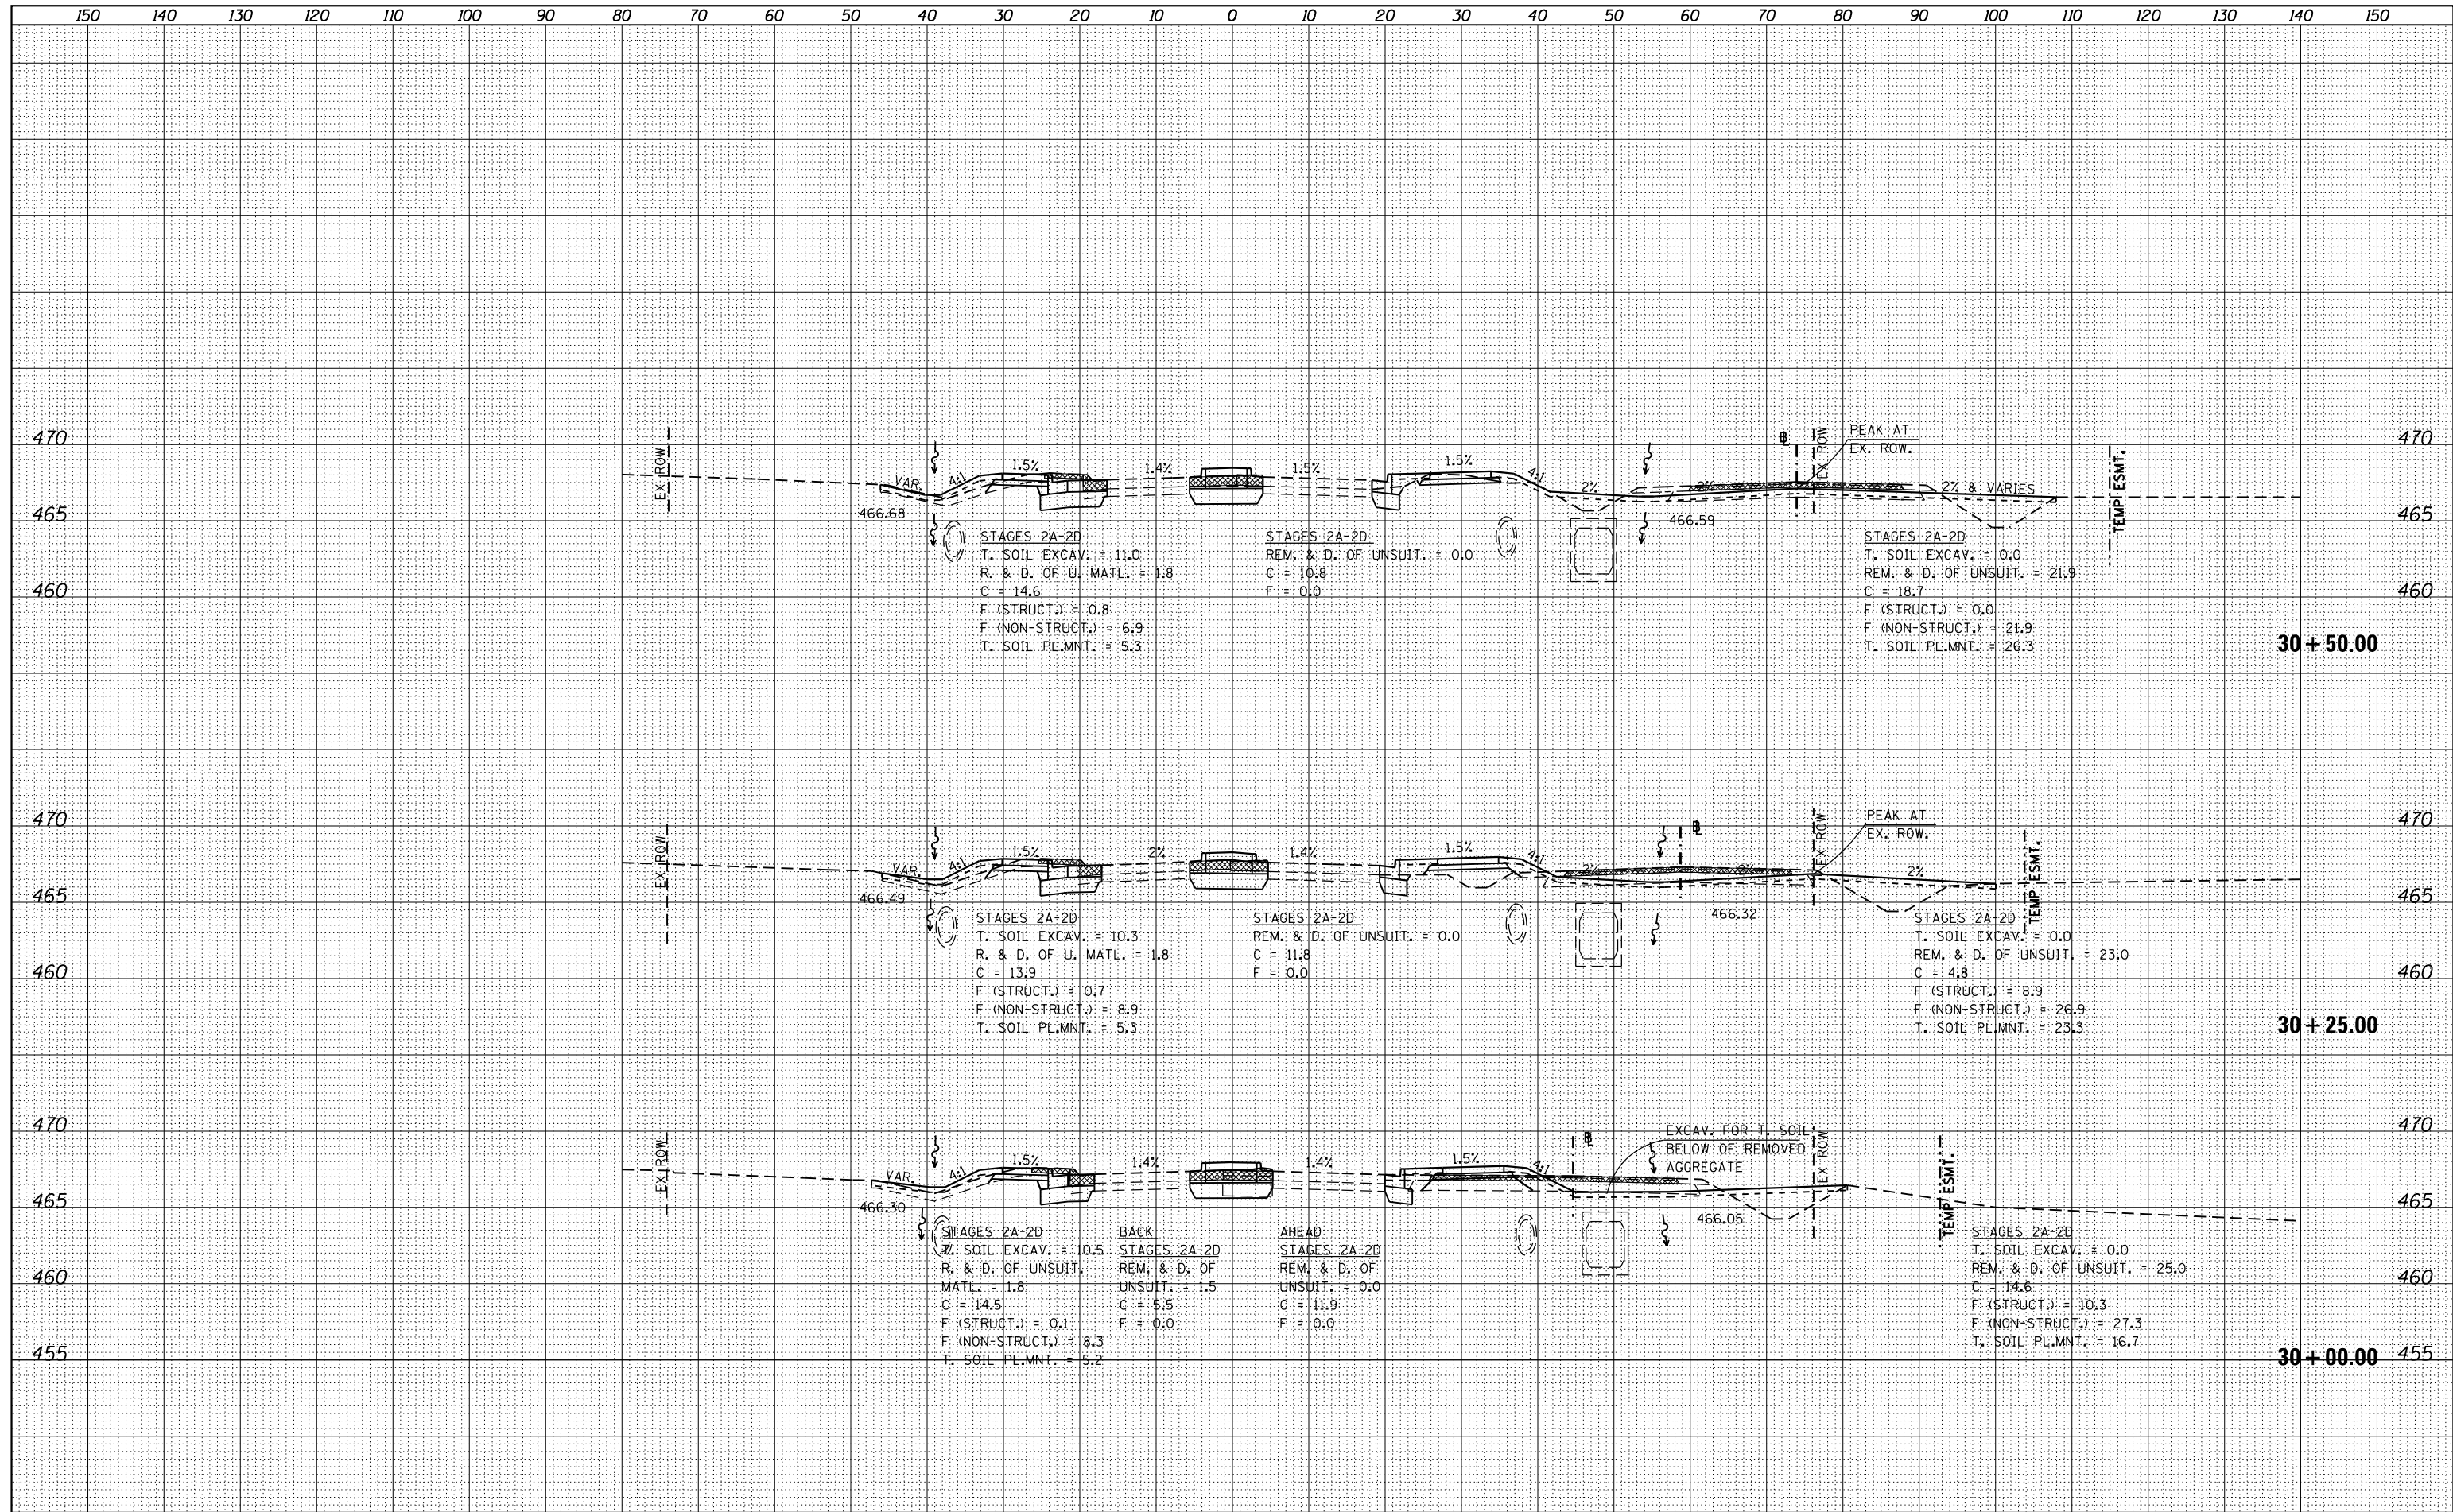 150 140 130 120 110 100 90 80 70 60 50 40 30 20 10 0 10 20 30 40 50 60 70 80 90 100 110 120 130 140 150
470
EX ROW
VAR.
4:1
1.5%
1.4%
1.5%
1.5%
4:1
2%
2%
BL
EX ROW
PEAK AT
EX. ROW.
2% & VARIES
TEMP ESMT.
470
465
466.68
466.59
465
STAGES 2A-2D
T. SOIL EXCAV. = 11.0
R. & D. OF U. MATL. = 1.8
C = 14.6
F (STRUCT.) = 0.8
F (NON-STRUCT.) = 6.9
T. SOIL PL.MNT. = 5.3
STAGES 2A-2D
REM. & D. OF UNSUIT. = 0.0
C = 10.8
F = 0.0
STAGES 2A-2D
T. SOIL EXCAV. = 0.0
REM. & D. OF UNSUIT. = 21.9
C = 18.7
F (STRUCT.) = 0.0
F (NON-STRUCT.) = 21.9
T. SOIL PL.MNT. = 26.3
460
460
30+50.00
470
EX ROW
VAR.
4:1
1.5%
2%
1.4%
1.5%
4:1
2%
BL
2%
EX ROW
PEAK AT
EX. ROW.
2%
TEMP ESMT.
470
465
466.49
466.32
465
STAGES 2A-2D
T. SOIL EXCAV. = 10.3
R. & D. OF U. MATL. = 1.8
C = 13.9
F (STRUCT.) = 0.7
F (NON-STRUCT.) = 8.9
T. SOIL PL.MNT. = 5.3
STAGES 2A-2D
REM. & D. OF UNSUIT. = 0.0
C = 11.8
F = 0.0
STAGES 2A-2D
T. SOIL EXCAV. = 0.0
REM. & D. OF UNSUIT. = 23.0
C = 4.8
F (STRUCT.) = 8.9
F (NON-STRUCT.) = 26.9
T. SOIL PL.MNT. = 23.3
460
460
30+25.00
470
EX ROW
VAR.
4:1
1.5%
1.4%
1.4%
1.5%
4:1
BL
EXCAV. FOR T. SOIL
BELOW OF REMOVED
AGGREGATE
EX ROW
TEMP ESMT.
470
465
466.30
466.05
465
STAGES 2A-2D
T. SOIL EXCAV. = 10.5
R. & D. OF UNSUIT.
MATL. = 1.8
C = 14.5
F (STRUCT.) = 0.1
F (NON-STRUCT.) = 8.3
T. SOIL PL.MNT. = 5.2
BACK
STAGES 2A-2D
REM. & D. OF
UNSUIT. = 1.5
C = 5.5
F = 0.0
AHEAD
STAGES 2A-2D
REM. & D. OF
UNSUIT. = 0.0
C = 11.9
F = 0.0
STAGES 2A-2D
T. SOIL EXCAV. = 0.0
REM. & D. OF UNSUIT. = 25.0
C = 14.6
F (STRUCT.) = 10.3
F (NON-STRUCT.) = 27.3
T. SOIL PL.MNT. = 16.7
460
460
455
30+00.00
455